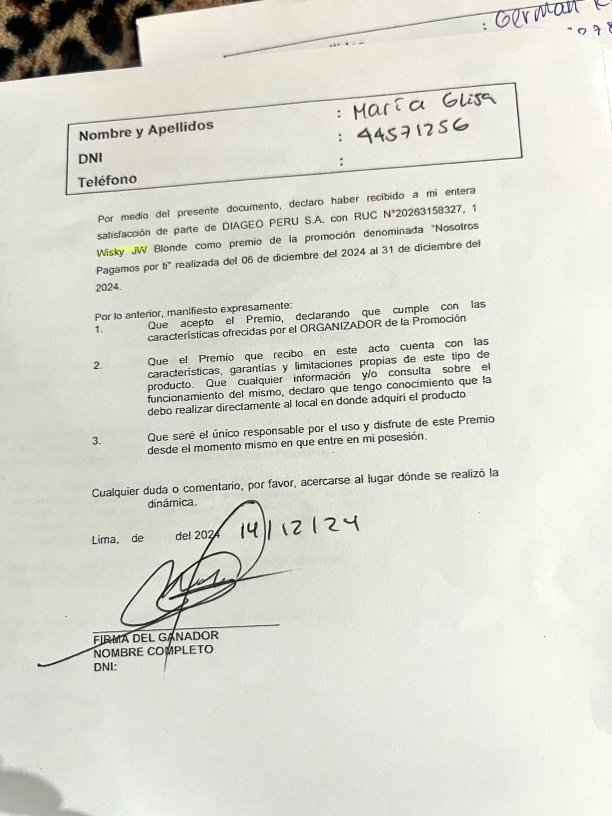 : German
Nombre y Apellidos : María Elisa
DNI : 44571256
Teléfono :
Por medio del presente documento, declaro haber recibido a mi entera
satisfacción de parte de DIAGEO PERU S.A. con RUC N°20263158327, 1
Wisky JW Blonde como premio de la promoción denominada "Nosotros
Pagamos por ti" realizada del 06 de diciembre del 2024 al 31 de diciembre del
2024.
Por lo anterior, manifiesto expresamente:
1. Que acepto el Premio, declarando que cumple con las
características ofrecidas por el ORGANIZADOR de la Promoción
2. Que el Premio que recibo en este acto cuenta con las
características, garantías y limitaciones propias de este tipo de
producto. Que cualquier información y/o consulta sobre el
funcionamiento del mismo, declaro que tengo conocimiento que la
debo realizar directamente al local en donde adquirí el producto
3. Que seré el único responsable por el uso y disfrute de este Premio
desde el momento mismo en que entre en mi posesión.
Cualquier duda o comentario, por favor, acercarse al lugar dónde se realizó la
dinámica.
Lima, de del 2024 14/12/24
FIRMA DEL GANADOR
NOMBRE COMPLETO
DNI: